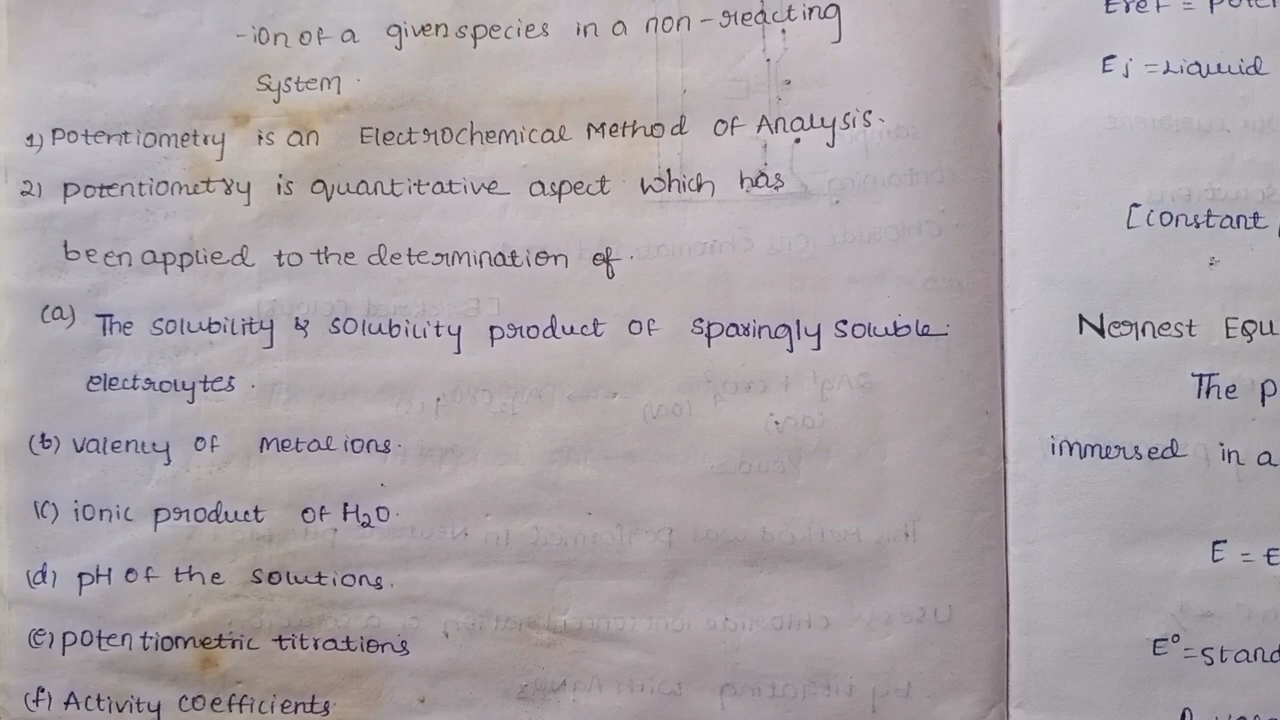 -ion of a given species in a non-reacting
system.
1) Potentiometry is an Electrochemical Method of Analysis.
2) Potentiometry is quantitative aspect which has
been applied to the determination of.
(a) The solubility & solubility product of sparingly soluble
electrolytes.
(b) valency of metal ions.
(c) ionic product of H2O.
(d) pH of the solutions.
(e) potentiometric titrations
(f) Activity coefficients
Eref =
Ej = Liquid
[constant
Nernest Equ
The p
immersed in a
E = E
E° = stand